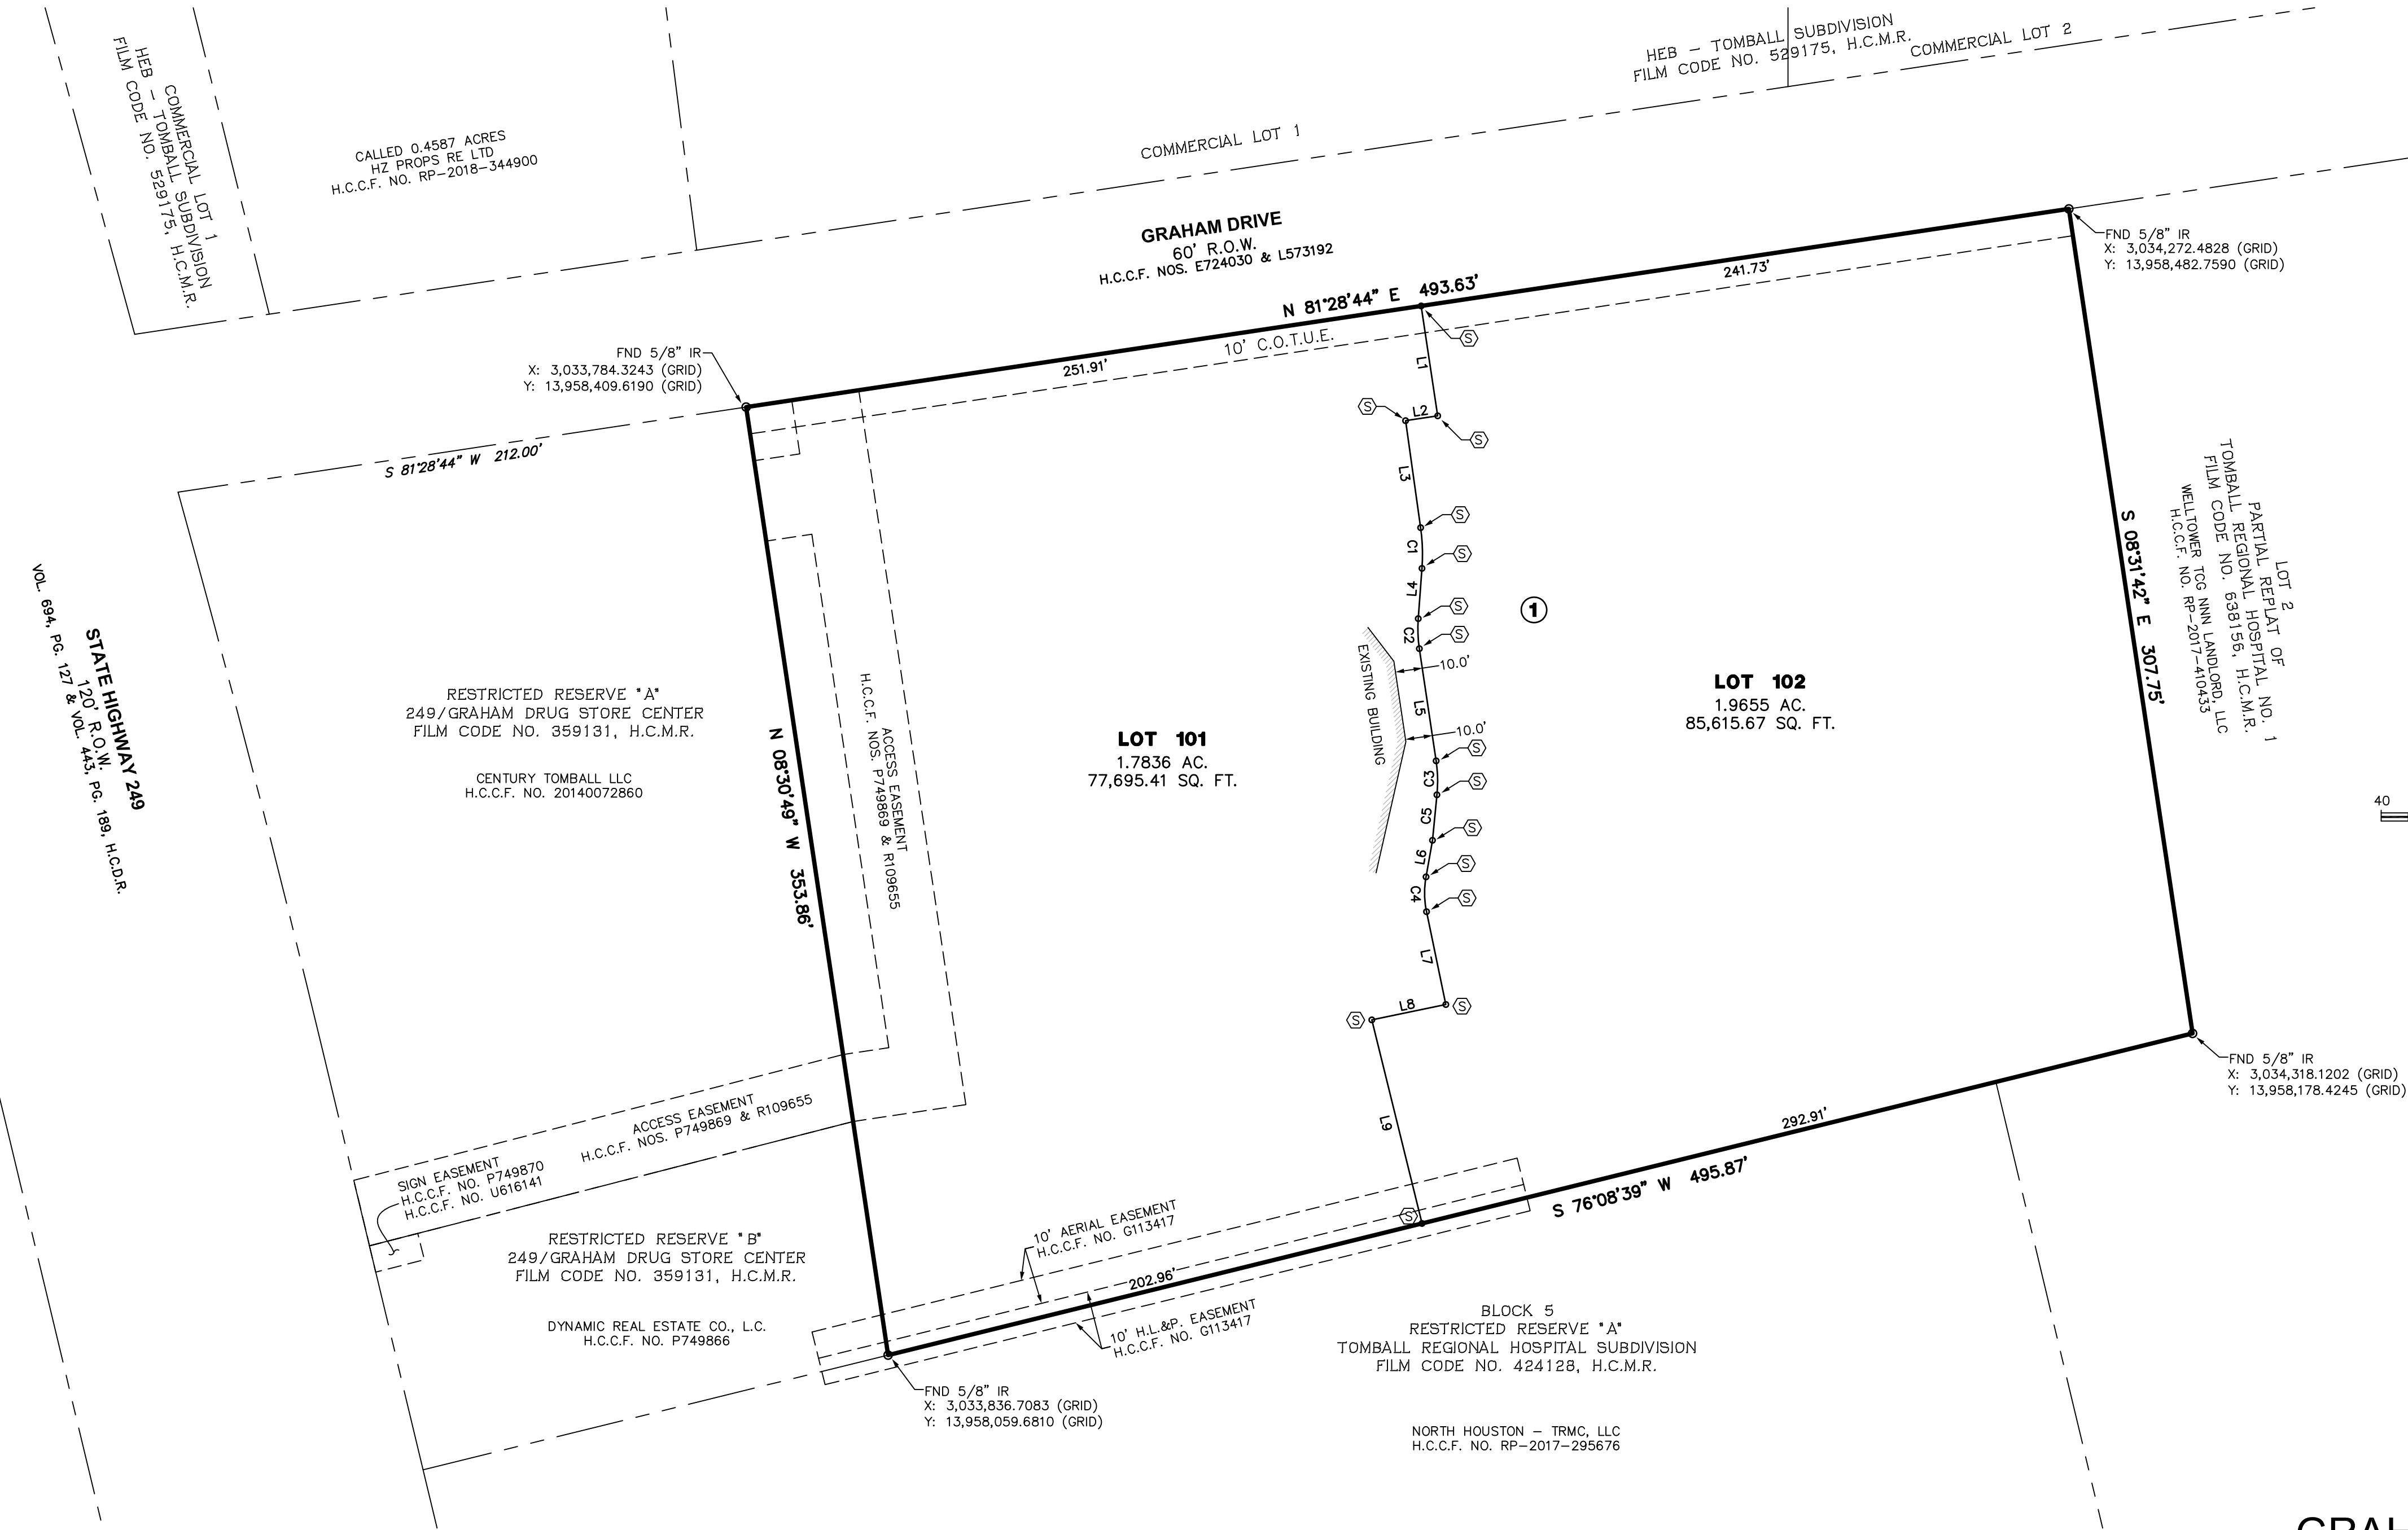 COMMERCIAL LOT 1
HEB – TOMBALL SUBDIVISION
FILM CODE NO. 529175, H.C.M.R.
CALLED 0.4587 ACRES
HZ PROPS RE LTD
H.C.C.F. NO. RP-2018-344900
COMMERCIAL LOT 1
HEB – TOMBALL SUBDIVISION
FILM CODE NO. 529175, H.C.M.R.
COMMERCIAL LOT 2
GRAHAM DRIVE
60' R.O.W.
H.C.C.F. NOS. E724030 & L573192
FND 5/8" IR
X: 3,034,272.4828 (GRID)
Y: 13,958,482.7590 (GRID)
N 81°28'44" E 493.63'
241.73'
10' C.O.T.U.E.
251.91'
FND 5/8" IR
X: 3,033,784.3243 (GRID)
Y: 13,958,409.6190 (GRID)
S 81°28'44" W 212.00'
S
L1
S
L2
S
L3
S
C1
S
L4
S
C2
S
10.0'
L5
10.0'
S
C3
S
C5
S
L6
S
C4
S
L7
S
L8
S
L9
S
1
EXISTING BUILDING
LOT 101
1.7836 AC.
77,695.41 SQ. FT.
LOT 102
1.9655 AC.
85,615.67 SQ. FT.
S 08°31'42" E 307.75'
LOT 2
PARTIAL REPLAT OF
TOMBALL REGIONAL HOSPITAL NO. 1
FILM CODE NO. 638156, H.C.M.R.
WELLTOWER TCG NNN LANDLORD, LLC
H.C.C.F. NO. RP-2017-410433
40
STATE HIGHWAY 249
120' R.O.W.
VOL. 694, PG. 127 & VOL. 443, PG. 189, H.C.D.R.
RESTRICTED RESERVE "A"
249/GRAHAM DRUG STORE CENTER
FILM CODE NO. 359131, H.C.M.R.
CENTURY TOMBALL LLC
H.C.C.F. NO. 20140072860
N 08°30'49" W 353.86'
ACCESS EASEMENT
H.C.C.F. NOS. P749869 & R109655
ACCESS EASEMENT
H.C.C.F. NOS. P749869 & R109655
SIGN EASEMENT
H.C.C.F. NO. P749870
H.C.C.F. NO. U616141
RESTRICTED RESERVE "B"
249/GRAHAM DRUG STORE CENTER
FILM CODE NO. 359131, H.C.M.R.
DYNAMIC REAL ESTATE CO., L.C.
H.C.C.F. NO. P749866
10' AERIAL EASEMENT
H.C.C.F. NO. G113417
202.96'
10' H.L.&P. EASEMENT
H.C.C.F. NO. G113417
292.91'
S 76°08'39" W 495.87'
FND 5/8" IR
X: 3,034,318.1202 (GRID)
Y: 13,958,178.4245 (GRID)
FND 5/8" IR
X: 3,033,836.7083 (GRID)
Y: 13,958,059.6810 (GRID)
BLOCK 5
RESTRICTED RESERVE "A"
TOMBALL REGIONAL HOSPITAL SUBDIVISION
FILM CODE NO. 424128, H.C.M.R.
NORTH HOUSTON – TRMC, LLC
H.C.C.F. NO. RP-2017-295676